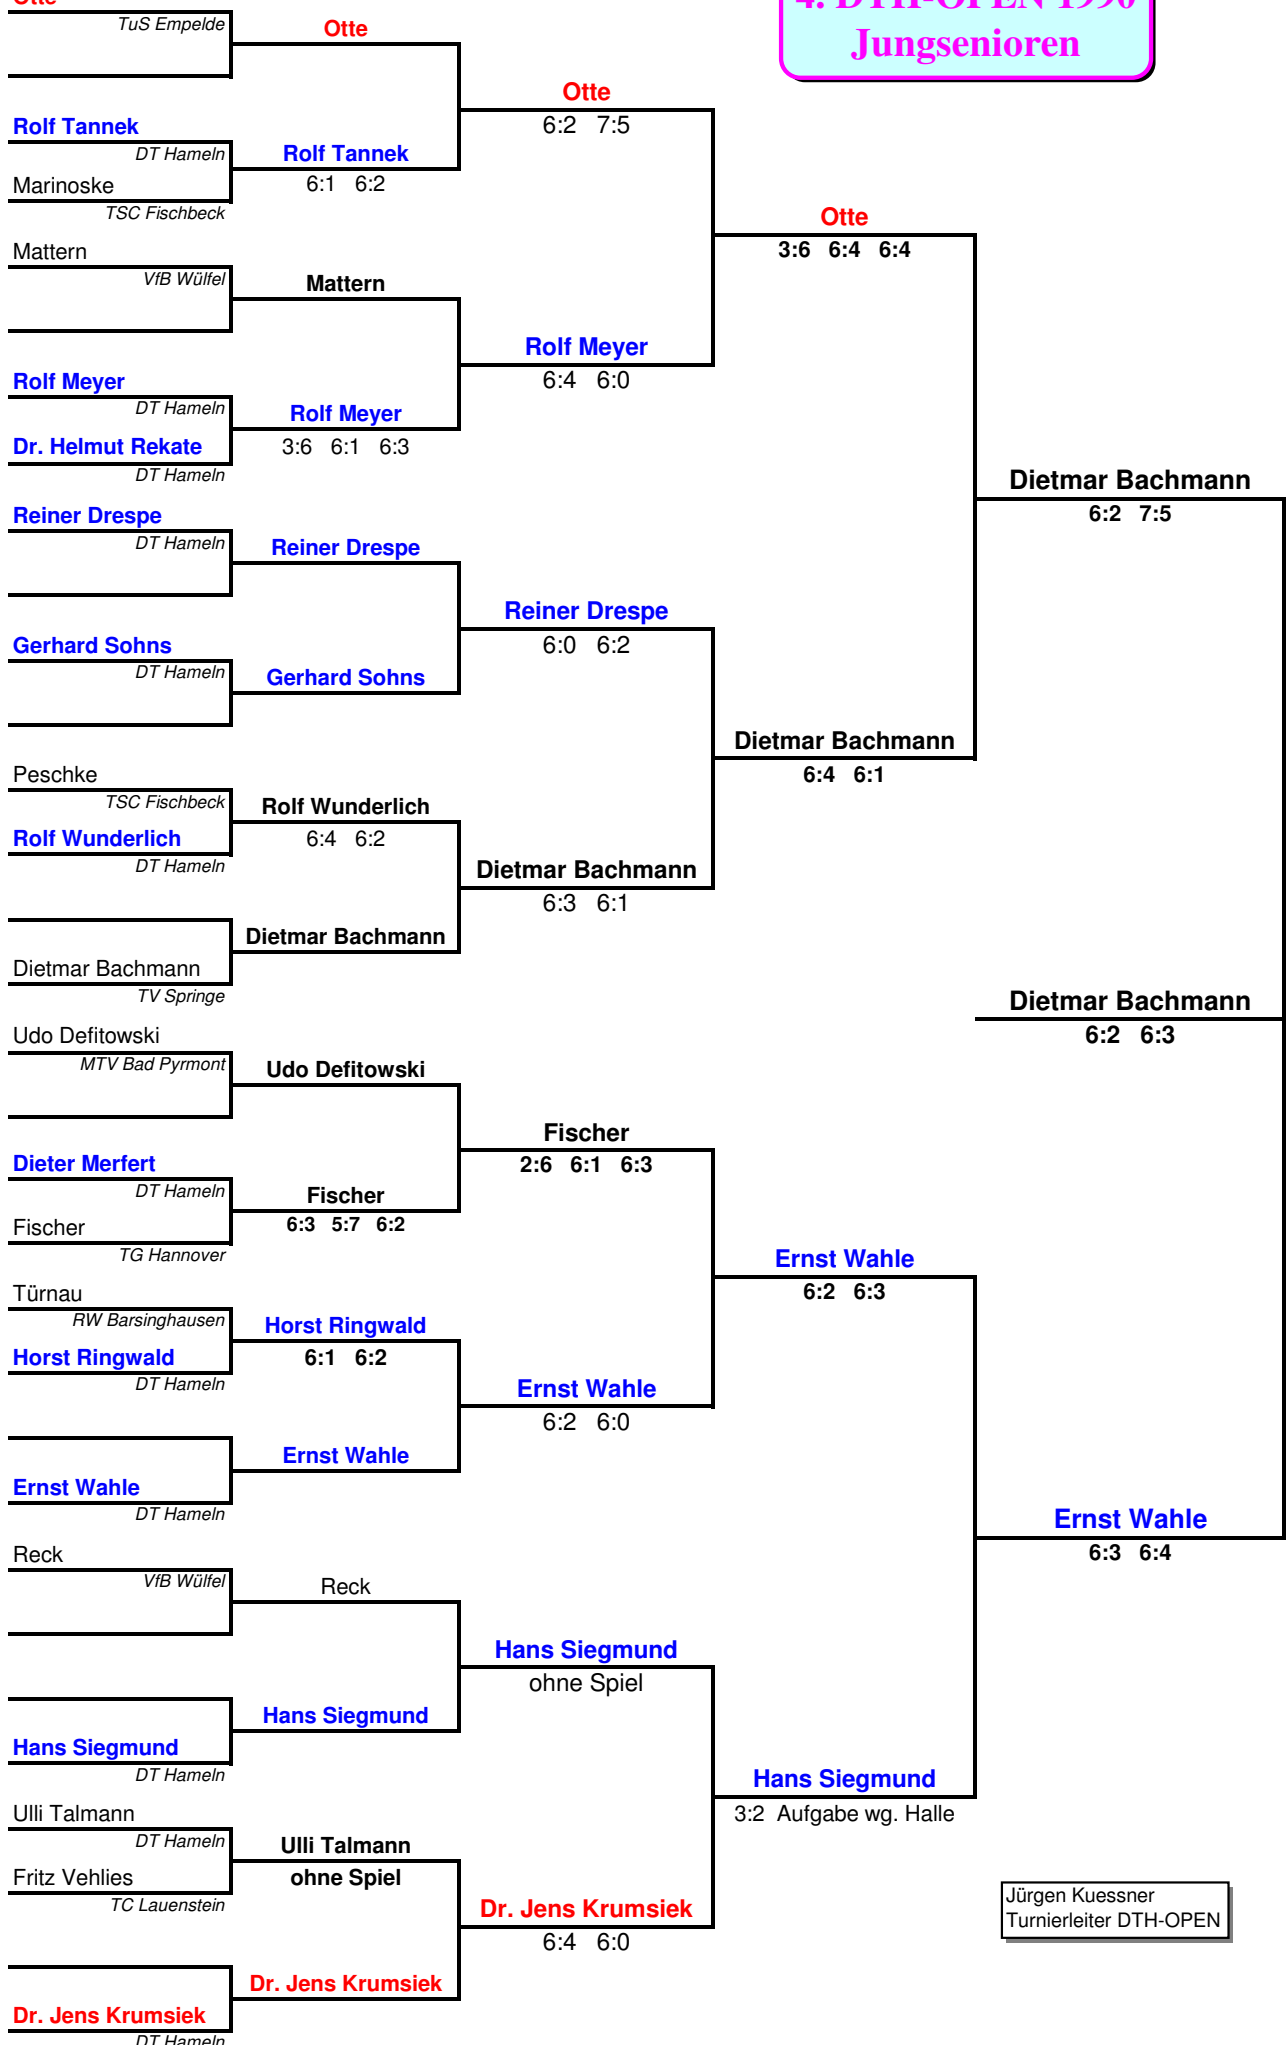 Otte
TuS Empelde
Rolf Tannek
DT Hameln
Marinoske
TSC Fischbeck
Mattern
VfB Wülfel
Rolf Meyer
DT Hameln
Dr. Helmut Rekate
DT Hameln
Reiner Drespe
DT Hameln
Gerhard Sohns
DT Hameln
Peschke
TSC Fischbeck
Rolf Wunderlich
DT Hameln
Dietmar Bachmann
TV Springe
Udo Defitowski
MTV Bad Pyrmont
Dieter Merfert
DT Hameln
Fischer
TG Hannover
Türnau
RW Barsinghausen
Horst Ringwald
DT Hameln
Ernst Wahle
DT Hameln
Reck
VfB Wülfel
Hans Siegmund
DT Hameln
Ulli Talmann
DT Hameln
Fritz Vehlies
TC Lauenstein
Dr. Jens Krumsiek
DT Hameln
Otte
Rolf Tannek
6:1 6:2
Mattern
Rolf Meyer
3:6 6:1 6:3
Reiner Drespe
Gerhard Sohns
Rolf Wunderlich
6:4 6:2
Dietmar Bachmann
Udo Defitowski
Fischer
6:3 5:7 6:2
Horst Ringwald
6:1 6:2
Ernst Wahle
Reck
Hans Siegmund
Ulli Talmann
ohne Spiel
Dr. Jens Krumsiek
Otte
6:2 7:5
Rolf Meyer
6:4 6:0
Reiner Drespe
6:0 6:2
Dietmar Bachmann
6:3 6:1
Fischer
2:6 6:1 6:3
Ernst Wahle
6:2 6:0
Hans Siegmund
ohne Spiel
Dr. Jens Krumsiek
6:4 6:0
4. DTH-OPEN 1990
Jungsenioren
Otte
3:6 6:4 6:4
Dietmar Bachmann
6:4 6:1
Ernst Wahle
6:2 6:3
Hans Siegmund
3:2 Aufgabe wg. Halle
Dietmar Bachmann
6:2 7:5
Dietmar Bachmann
6:2 6:3
Ernst Wahle
6:3 6:4
Jürgen Kuessner
Turnierleiter DTH-OPEN